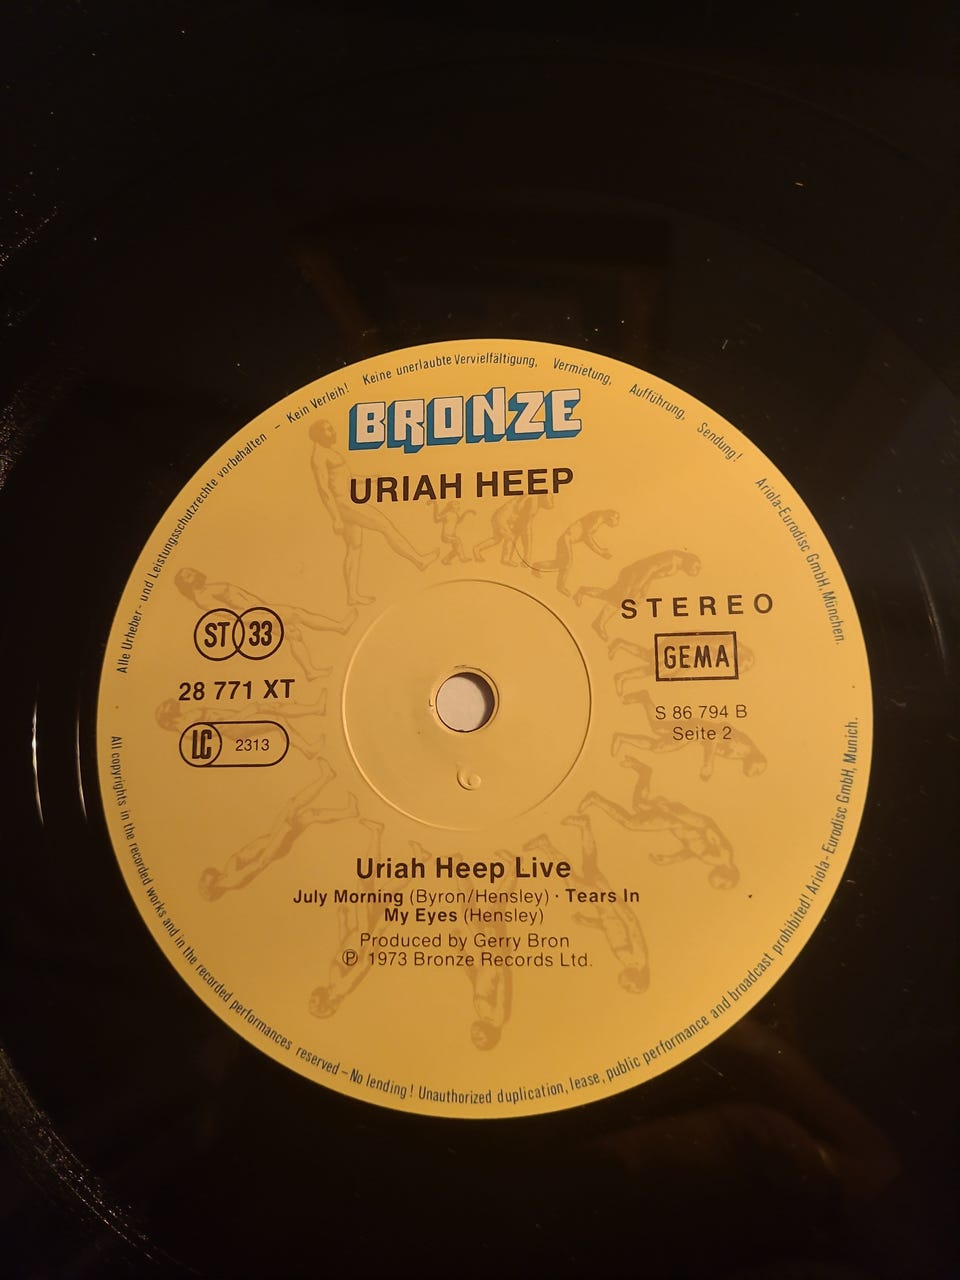 Alle Urheber- und Leistungsschutzrechte vorbehalten – Kein Verleih! Keine unerlaubte Vervielfältigung, Vermietung, Aufführung, Sendung!
Ariola-Eurodisc GmbH, München.
BRONZE
URIAH HEEP
ST 33
28 771 XT
LC 2313
STEREO
GEMA
S 86 794 B
Seite 2
6
Uriah Heep Live
July Morning (Byron/Hensley) · Tears In
My Eyes (Hensley)
Produced by Gerry Bron
℗ 1973 Bronze Records Ltd.
All copyrights in the recorded works and in the recorded performances reserved – No lending! Unauthorized duplication, lease, public performance and broadcast prohibited! Ariola-Eurodisc GmbH, Munich.